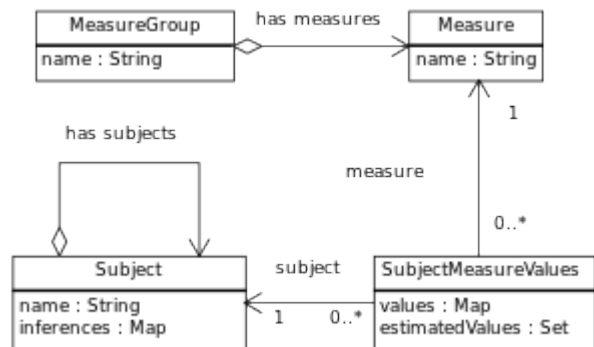 has measures
MeasureGroup
Measure
name : String
name : String
has subjects
1
measure
0..*
Subject
subject
SubjectMeasureValues
name : String
inferences : Map
1
0..*
values : Map
estimatedValues : Set